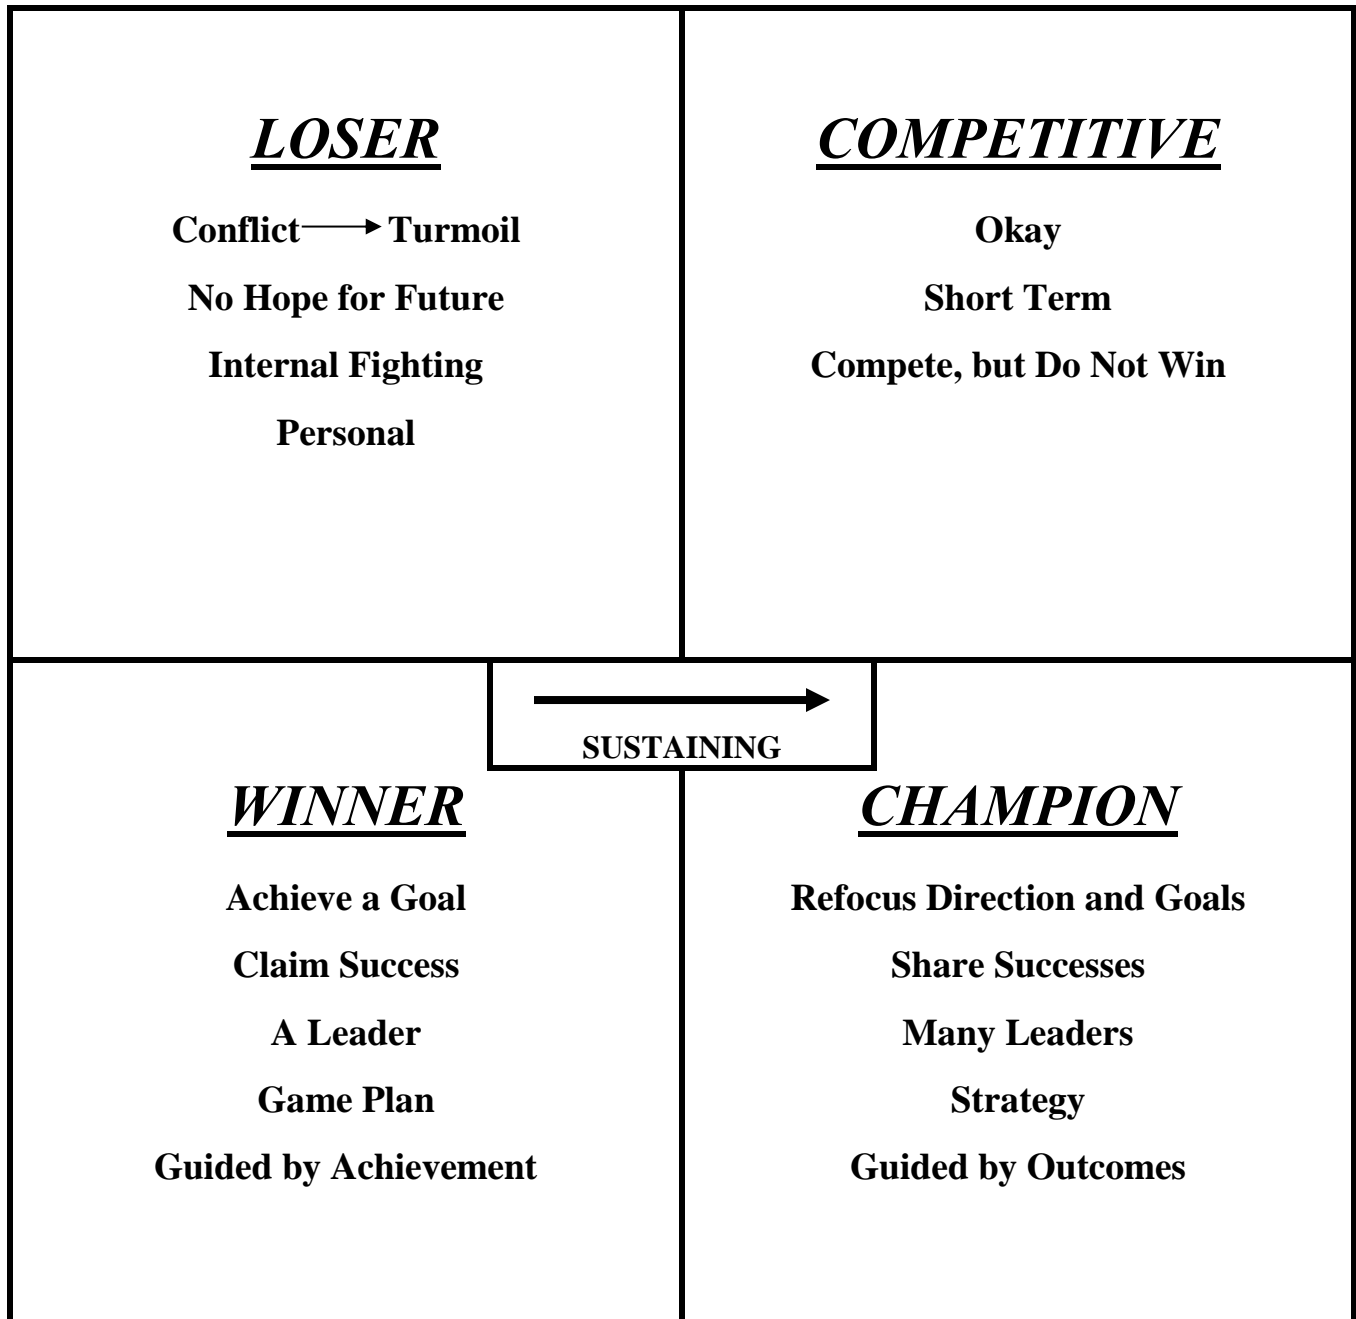 LOSER
Conflict → Turmoil
No Hope for Future
Internal Fighting
Personal
COMPETITIVE
Okay
Short Term
Compete, but Do Not Win
SUSTAINING
WINNER
Achieve a Goal
Claim Success
A Leader
Game Plan
Guided by Achievement
CHAMPION
Refocus Direction and Goals
Share Successes
Many Leaders
Strategy
Guided by Outcomes